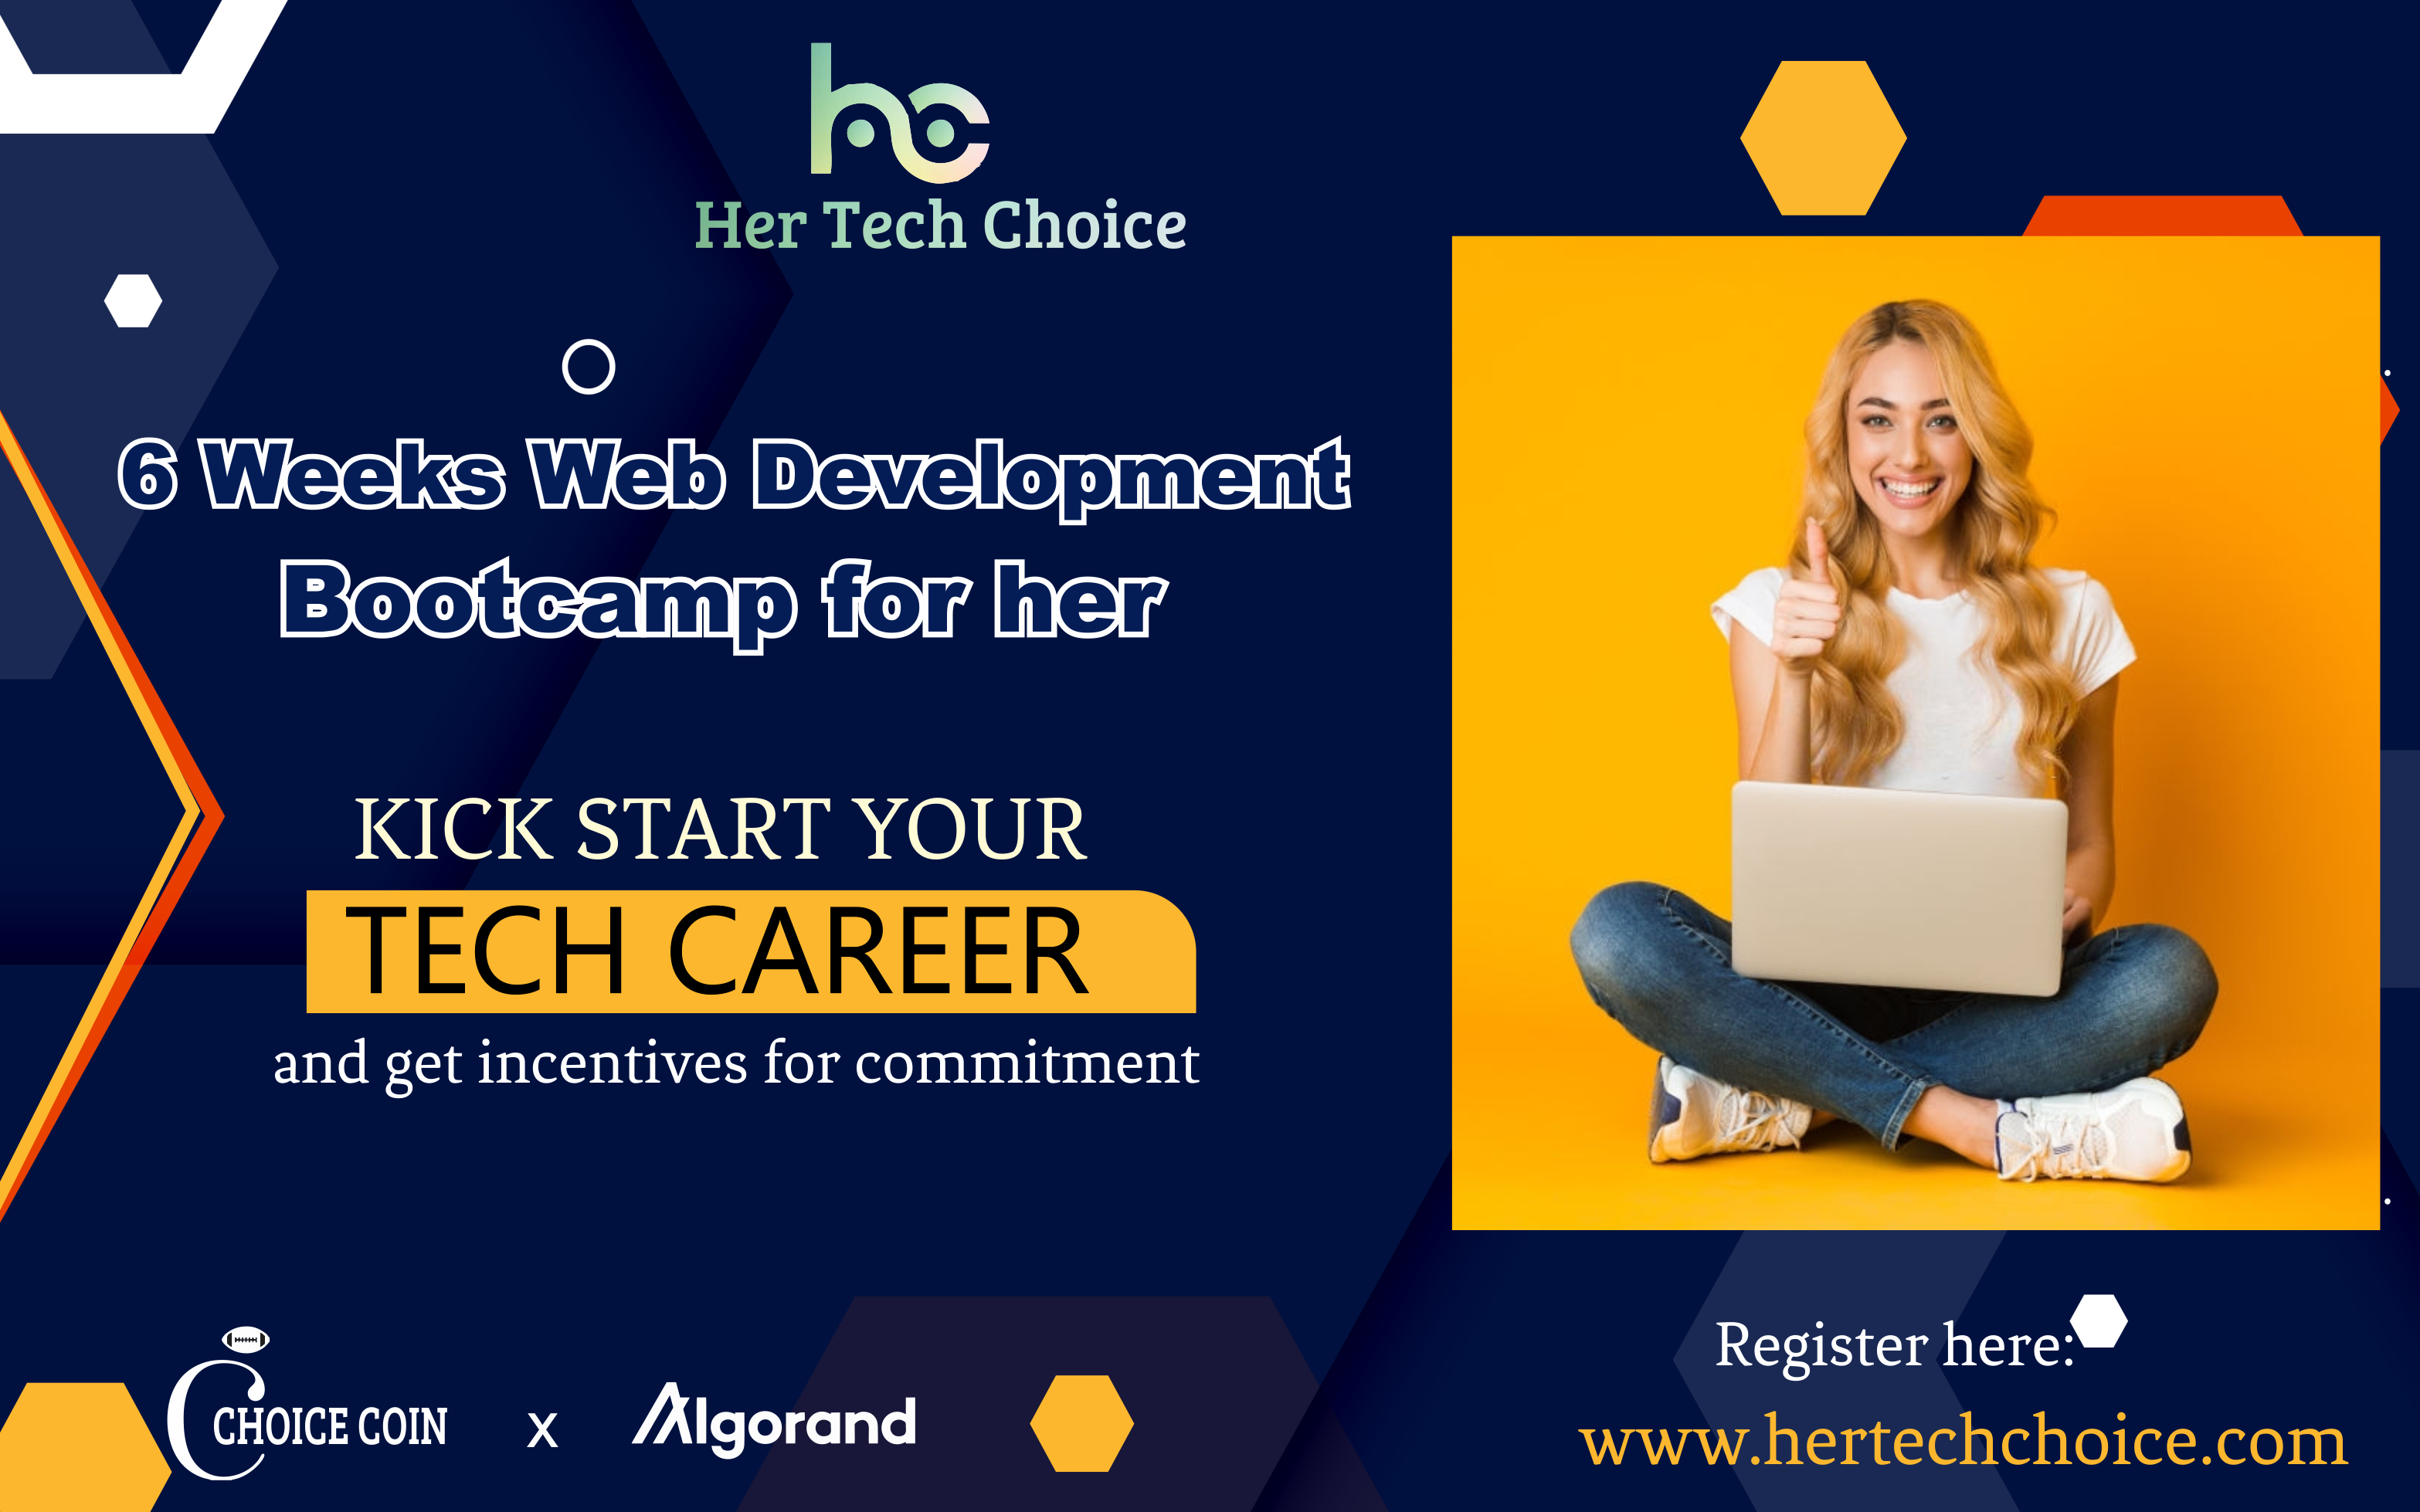 hc
Her Tech Choice
6 Weeks Web Development
Bootcamp for her
KICK START YOUR
TECH CAREER
and get incentives for commitment
CHOICE COIN x Algorand
Register here:
www.hertechchoice.com